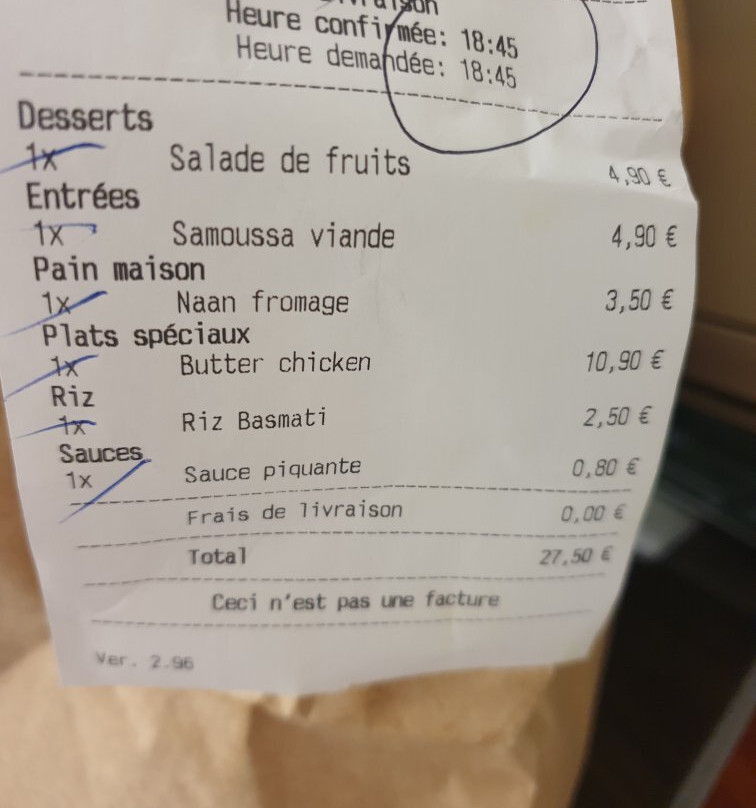 Heure confirmée: 18:45
Heure demandée: 18:45
Desserts
1x Salade de fruits 4,90 €
Entrées
1x Samoussa viande 4,90 €
Pain maison
1x Naan fromage 3,50 €
Plats spéciaux
1x Butter chicken 10,90 €
Riz
1x Riz Basmati 2,50 €
Sauces
1x Sauce piquante 0,80 €
Frais de livraison 0,00 €
Total 27,50 €
Ceci n'est pas une facture
Ver. 2.96